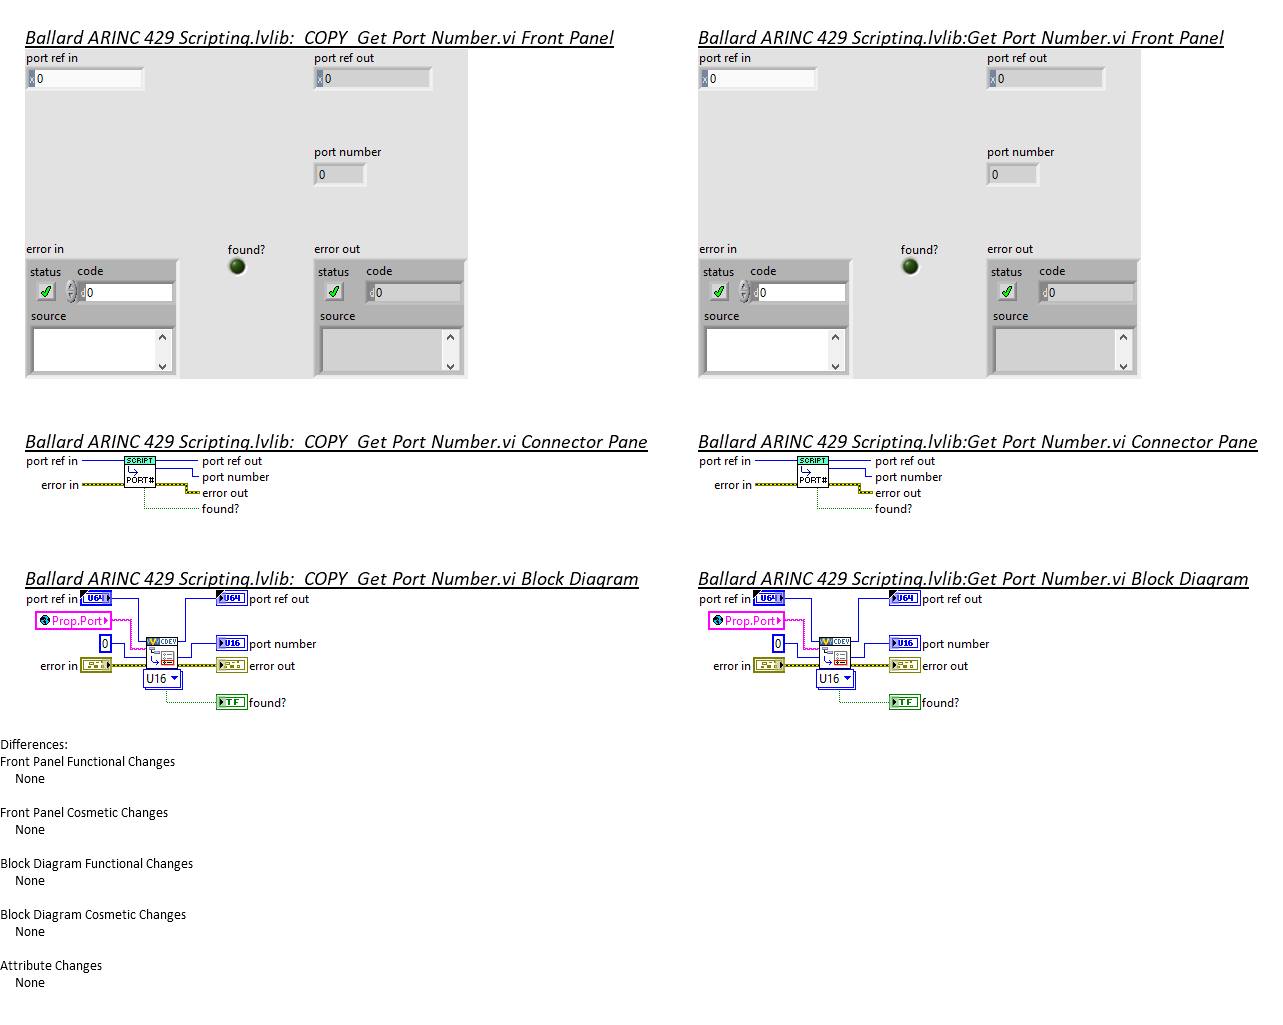 Ballard ARINC 429 Scripting.lvlib:_COPY_Get Port Number.vi Front Panel
port ref in
port ref out
x 0
x 0
port number
0
error in
found?
error out
status code
status code
d 0
d 0
source
source
Ballard ARINC 429 Scripting.lvlib:Get Port Number.vi Front Panel
port ref in
port ref out
x 0
x 0
port number
0
error in
found?
error out
status code
status code
d 0
d 0
source
source
Ballard ARINC 429 Scripting.lvlib:_COPY_Get Port Number.vi Connector Pane
port ref in
SCRIPT
PORT#
port ref out
port number
error in
error out
found?
Ballard ARINC 429 Scripting.lvlib:Get Port Number.vi Connector Pane
port ref in
SCRIPT
PORT#
port ref out
port number
error in
error out
found?
Ballard ARINC 429 Scripting.lvlib:_COPY_Get Port Number.vi Block Diagram
port ref in U64
U64 port ref out
Prop.Port
0
CDEV
U16 port number
error in
error out
U16
TF found?
Ballard ARINC 429 Scripting.lvlib:Get Port Number.vi Block Diagram
port ref in U64
U64 port ref out
Prop.Port
0
CDEV
U16 port number
error in
error out
U16
TF found?
Differences:
Front Panel Functional Changes
None
Front Panel Cosmetic Changes
None
Block Diagram Functional Changes
None
Block Diagram Cosmetic Changes
None
Attribute Changes
None